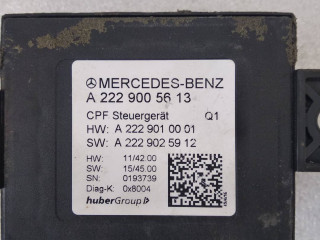 MERCEDES-BENZ
A 222 900 56 13
CPF Steuergerät Q1
HW: A 222 901 00 01
SW: A 222 902 59 12
HW: 11/42.00
SW: 15/45.00
SN: 0193739
Diag-K: 0x8004
huberGroup